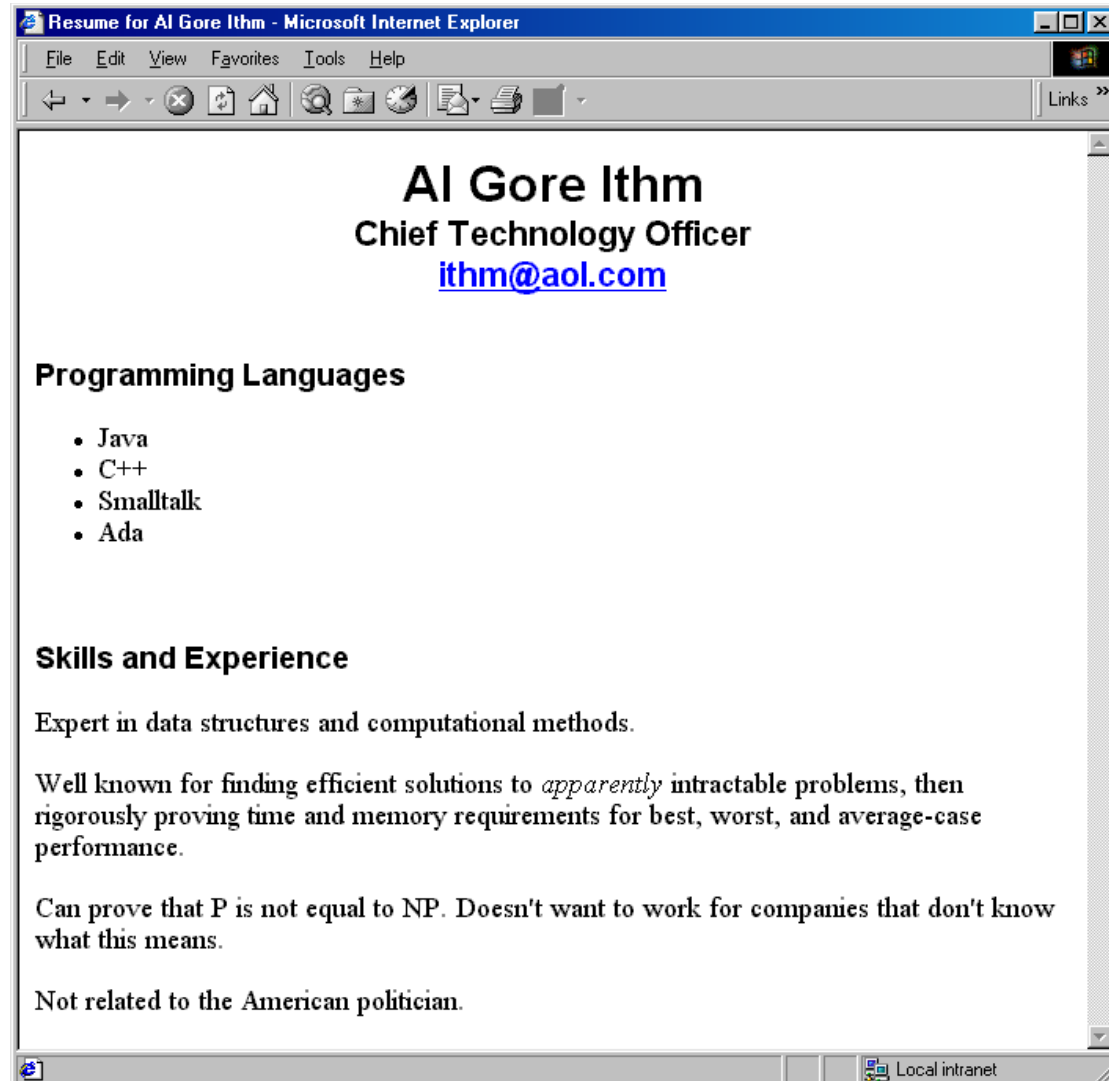 Resume for Al Gore Ithm - Microsoft Internet Explorer
File Edit View Favorites Tools Help
Links »
Al Gore Ithm
Chief Technology Officer
ithm@aol.com
Programming Languages
• Java
• C++
• Smalltalk
• Ada
Skills and Experience
Expert in data structures and computational methods.
Well known for finding efficient solutions to apparently intractable problems, then
rigorously proving time and memory requirements for best, worst, and average-case
performance.
Can prove that P is not equal to NP. Doesn't want to work for companies that don't know
what this means.
Not related to the American politician.
Local intranet